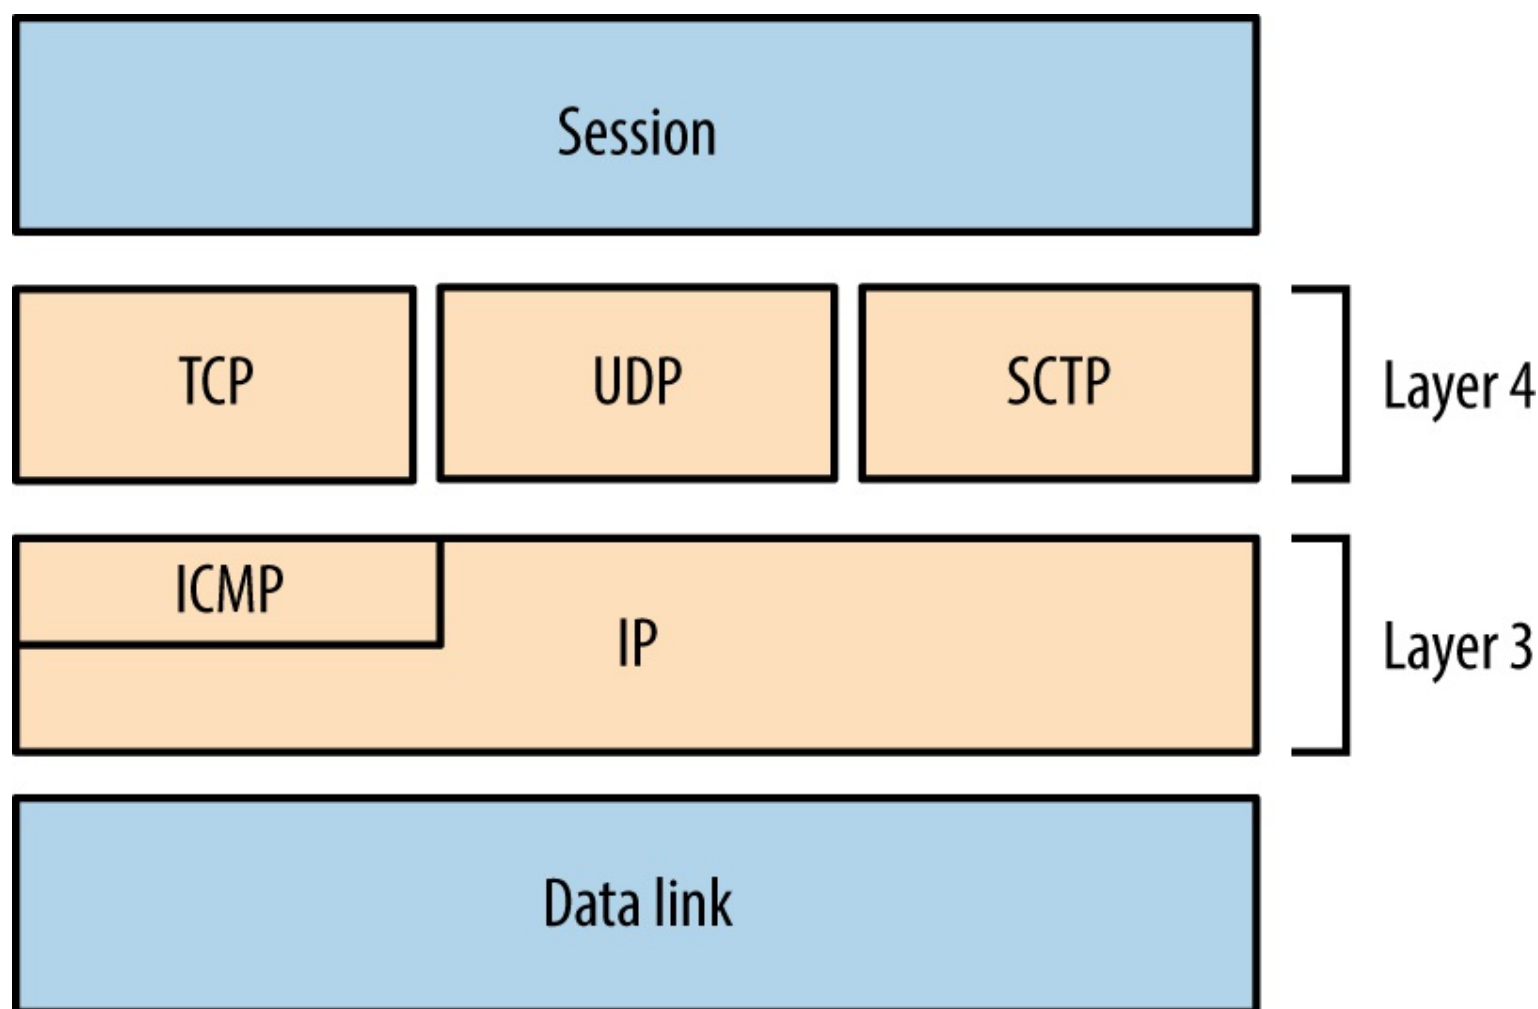 Session
TCP
UDP
SCTP
Layer 4
ICMP
IP
Layer 3
Data link